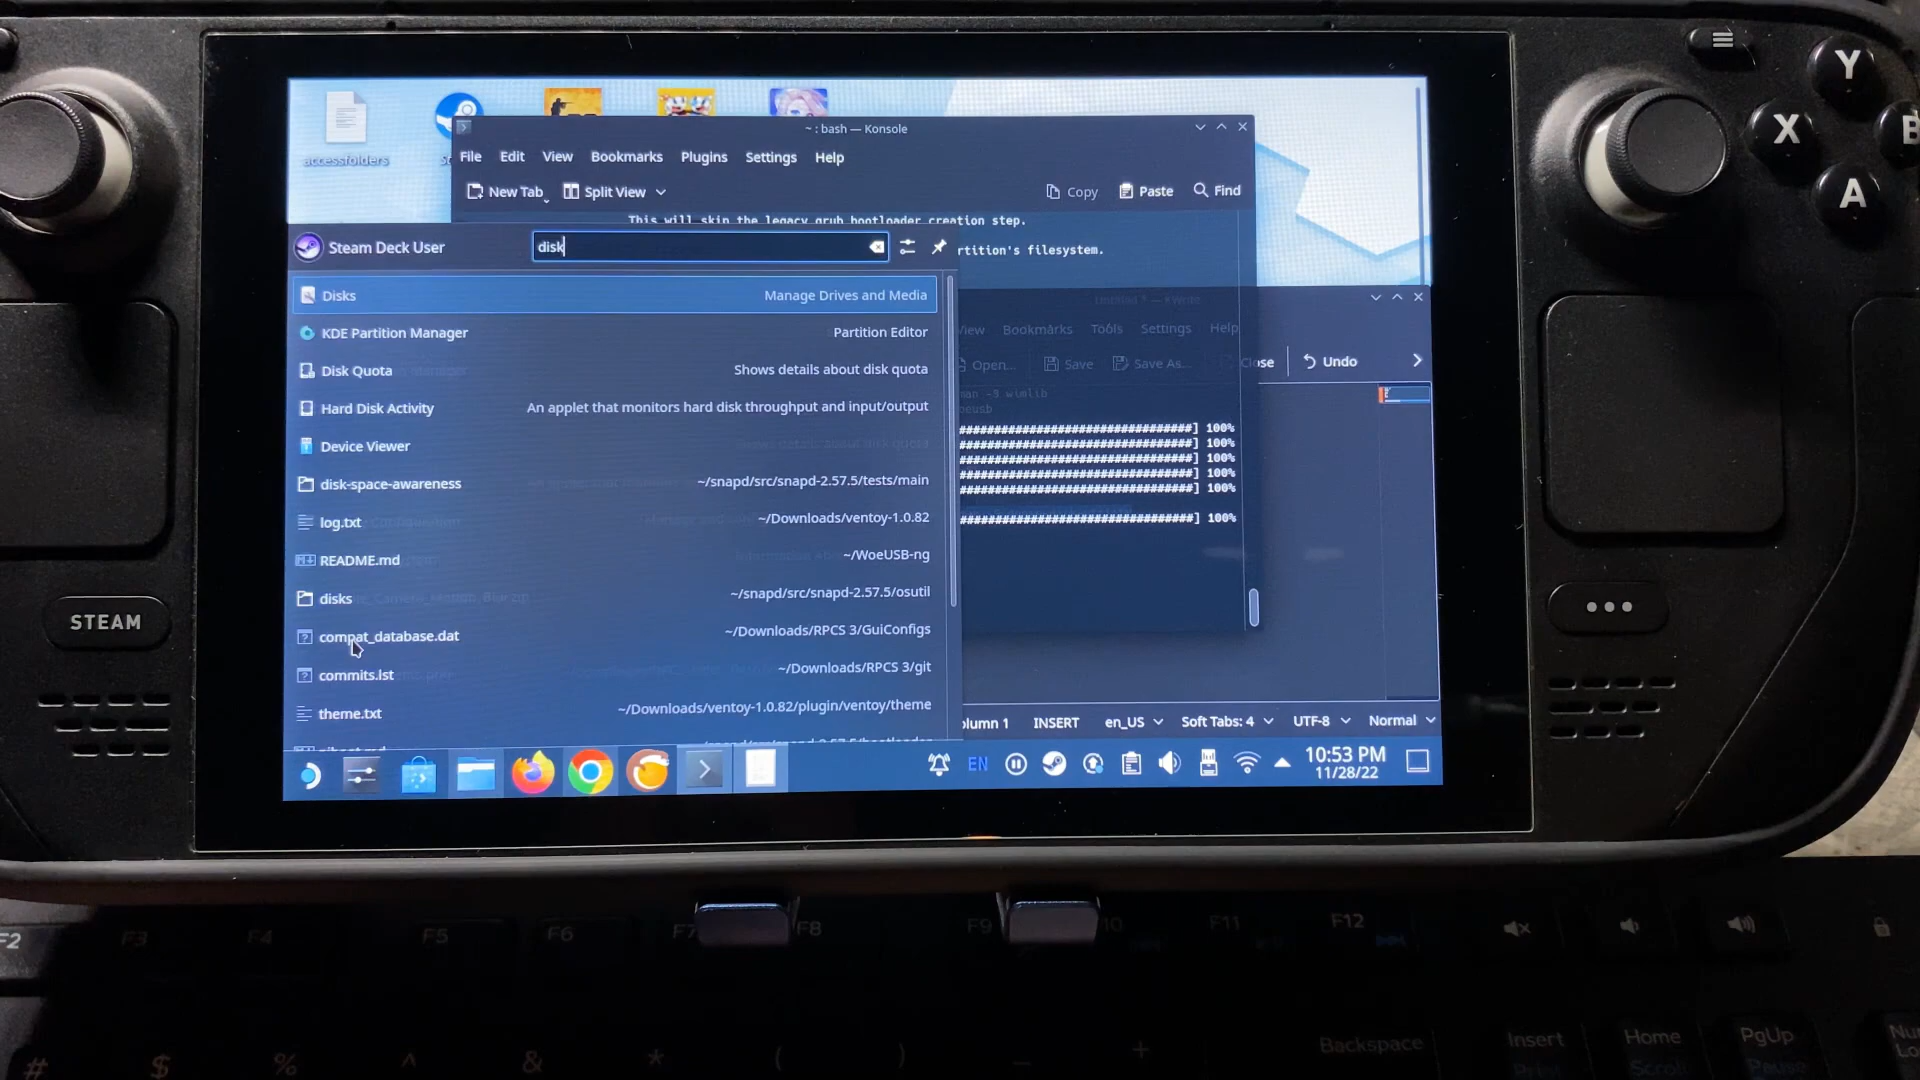 accessfolders
~ : bash — Konsole
File Edit View Bookmarks Plugins Settings Help
New Tab Split View Copy Paste Find
This will skip the legacy grub bootloader creation step.
rtition's filesystem.
Steam Deck User
disk
Disks Manage Drives and Media
KDE Partition Manager Partition Editor
Disk Quota Shows details about disk quota
Hard Disk Activity An applet that monitors hard disk throughput and input/output
Device Viewer
disk-space-awareness ~/snapd/src/snapd-2.57.5/tests/main
log.txt ~/Downloads/ventoy-1.0.82
README.md ~/WoeUSB-ng
disks ~/snapd/src/snapd-2.57.5/osutil
compat_database.dat ~/Downloads/RPCS 3/GuiConfigs
commits.lst ~/Downloads/RPCS 3/git
theme.txt ~/Downloads/ventoy-1.0.82/plugin/ventoy/theme
View Bookmarks Tools Settings Help
Open... Save Save As... Close Undo
################################] 100%
################################] 100%
################################] 100%
################################] 100%
################################] 100%
################################] 100%
olumn 1 INSERT en_US Soft Tabs: 4 UTF-8 Normal
EN
10:53 PM
11/28/22
STEAM
Y
X
B
A
F2 F3 F4 F5 F6 F7 F8 F9 10 F11 F12
# $ % ^ & * ( ) _ + Backspace Insert Home PgUp